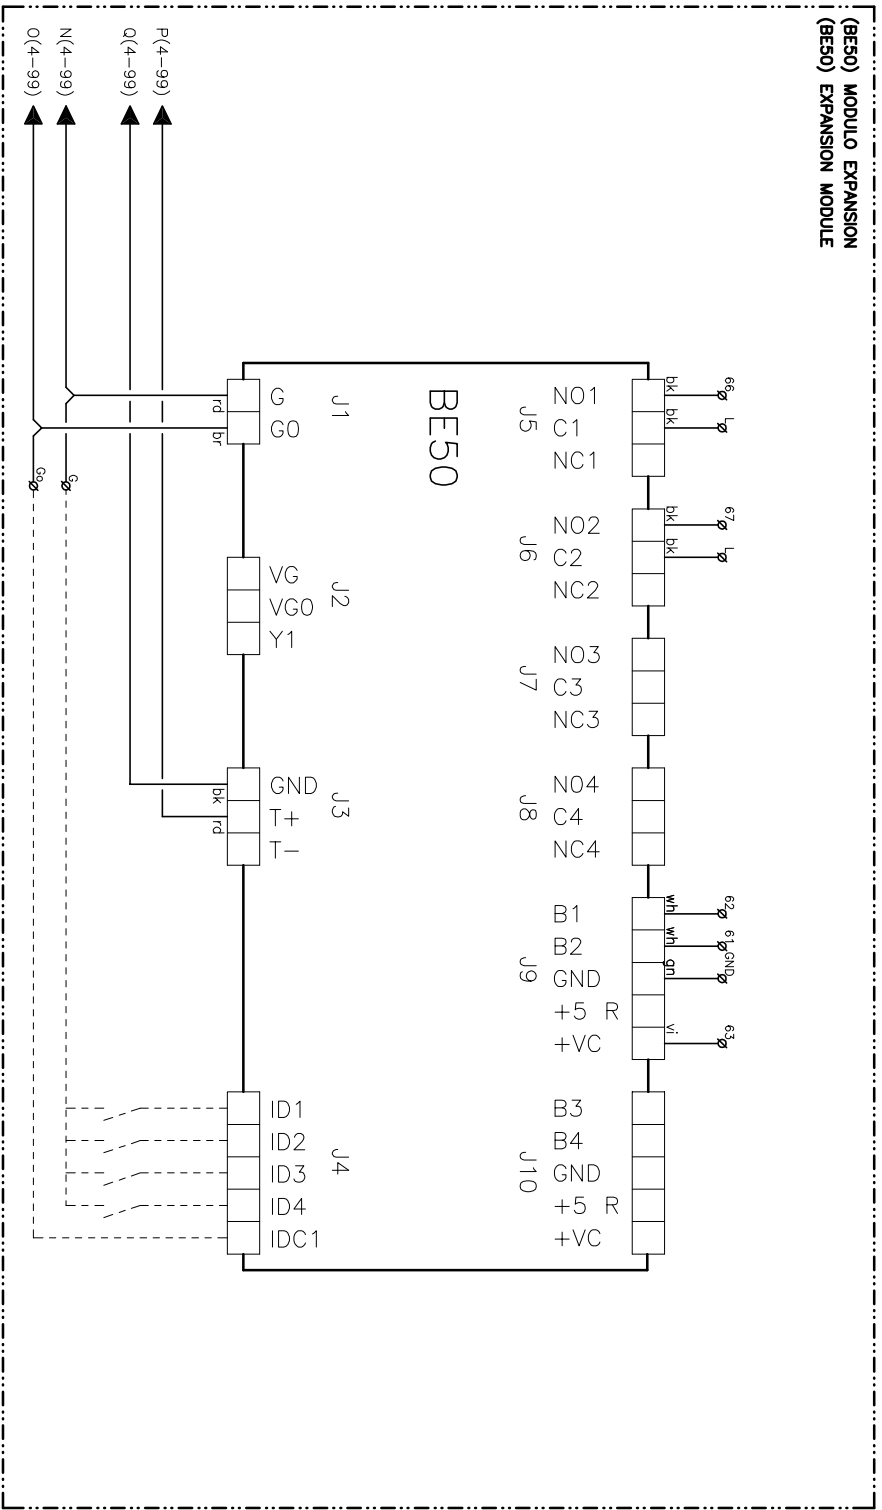 (BE50) MODULO EXPANSION
(BE50) EXPANSION MODULE
P(4-99)
Q(4-99)
N(4-99)
O(4-99)
BE50
66
bk
L
bk
NO1
C1
NC1
J5
67
bk
L
bk
NO2
C2
NC2
J6
NO3
C3
NC3
J7
NO4
C4
NC4
J8
62
wh
61
wh
GND
gn
63
vi
B1
B2
GND
+5 R
+VC
J9
B3
B4
GND
+5 R
+VC
J10
J1
G
G0
rd
br
G
Go
J2
VG
VG0
Y1
J3
GND
T+
T-
bk
rd
J4
ID1
ID2
ID3
ID4
IDC1